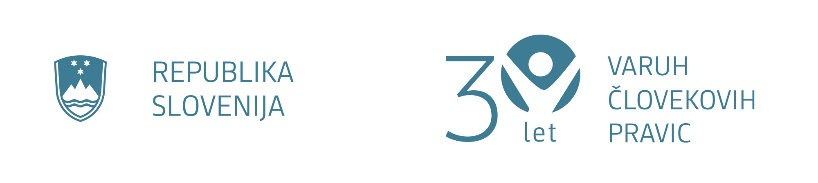 REPUBLIKA
SLOVENIJA
30
let
VARUH
ČLOVEKOVIH
PRAVIC